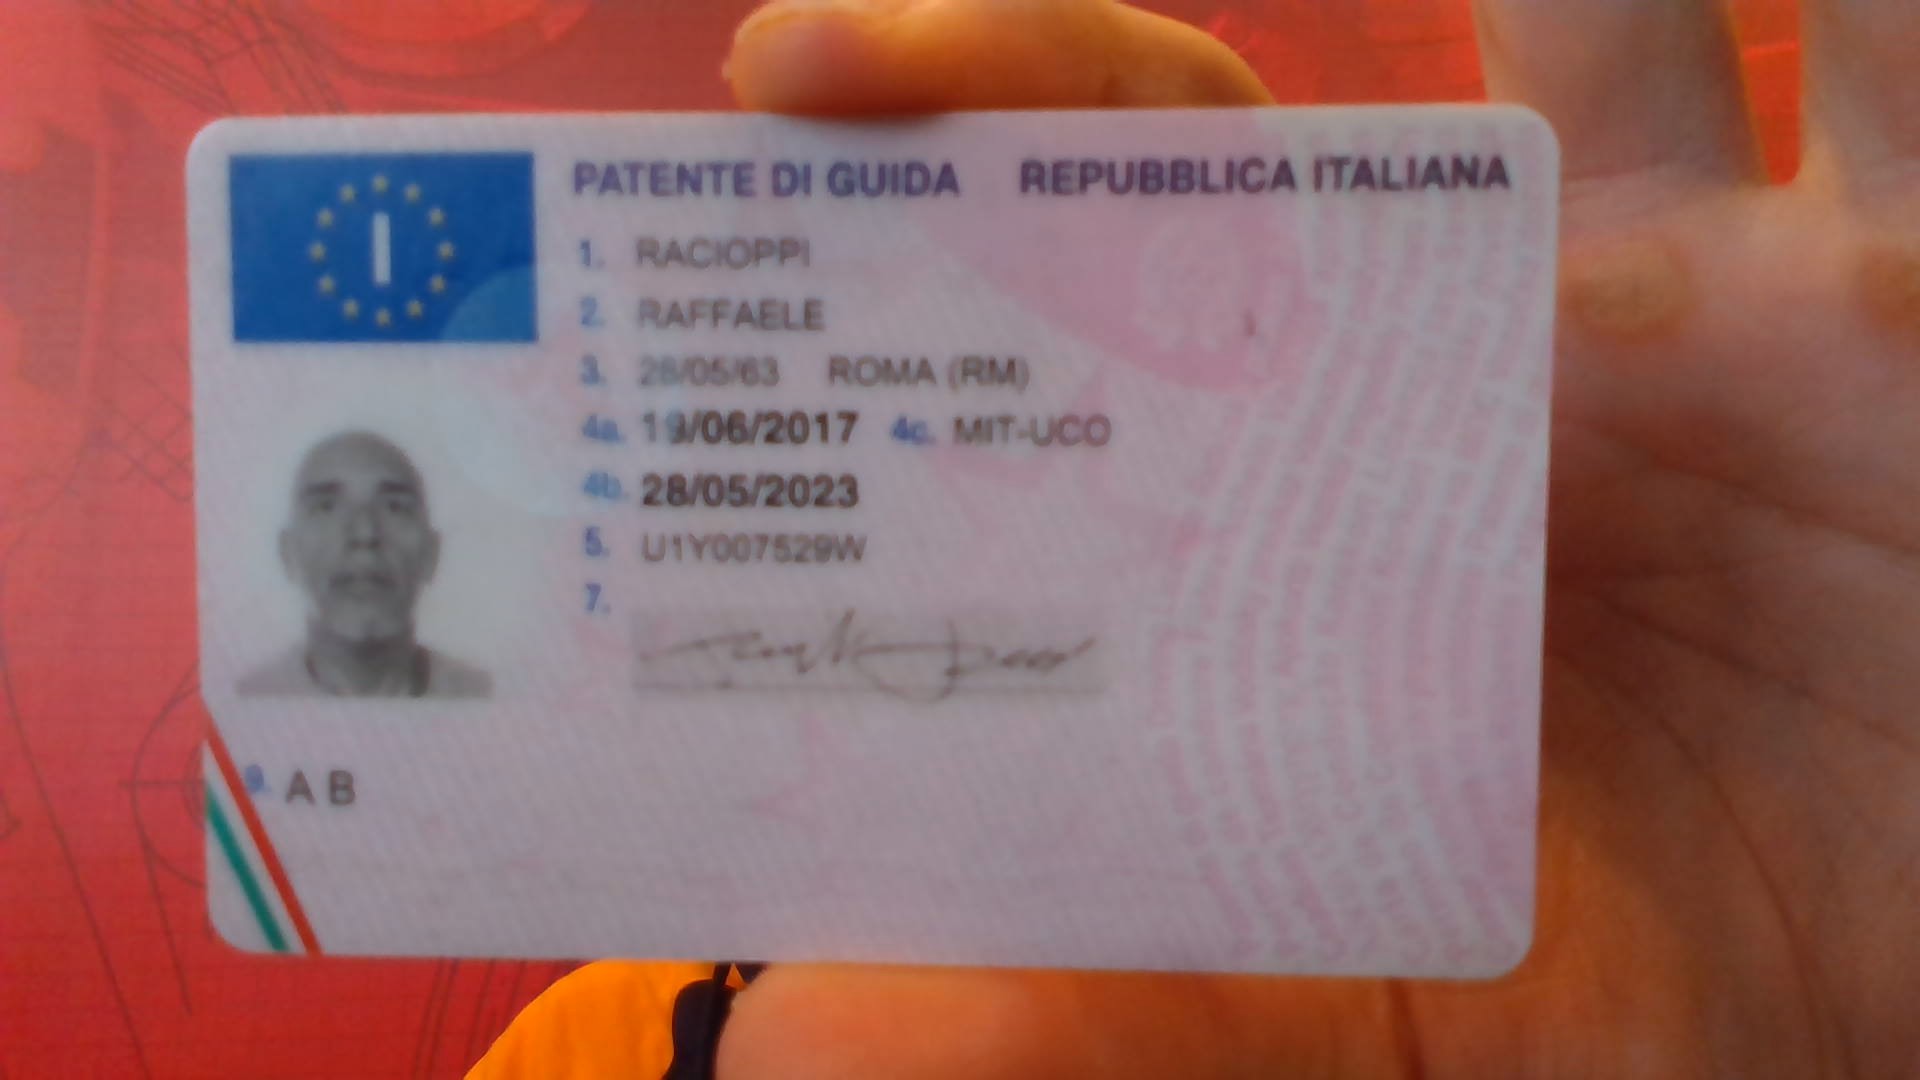 I
PATENTE DI GUIDA REPUBBLICA ITALIANA
1. RACIOPPI
2. RAFFAELE
3. 28/05/63 ROMA (RM)
4a. 19/06/2017 4c. MIT-UCO
4b. 28/05/2023
5. U1Y007529W
7.
9. A B